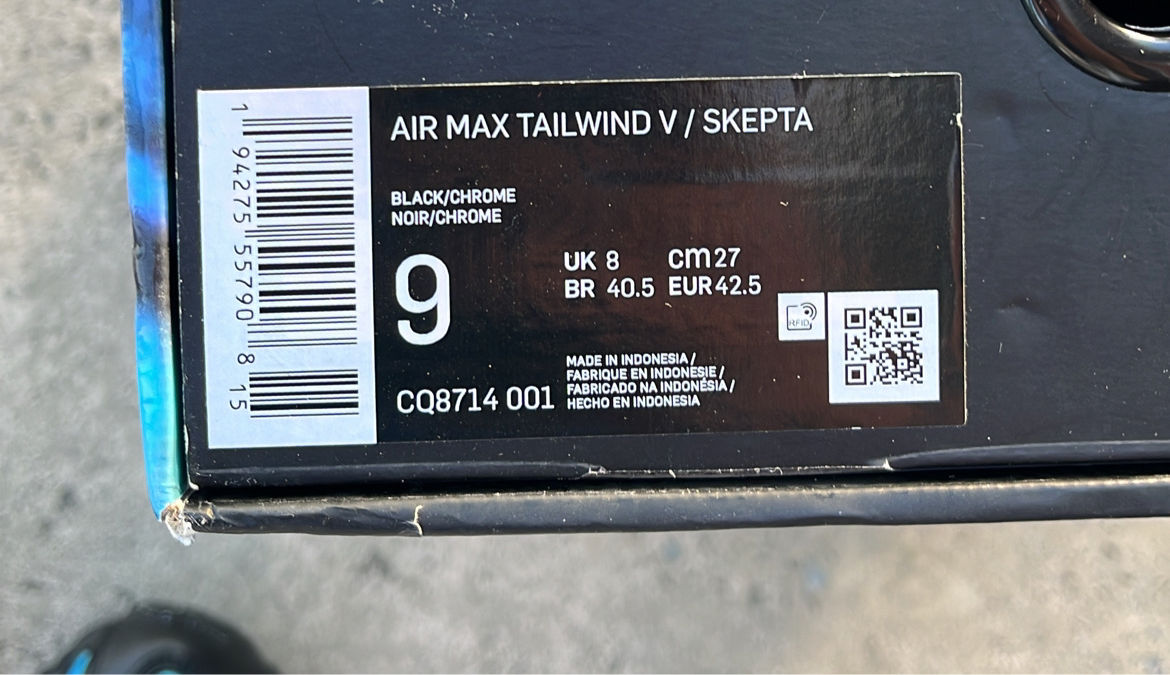 1 94275 55790 8 15
AIR MAX TAILWIND V / SKEPTA
BLACK/CHROME
NOIR/CHROME
9
UK 8 cm 27
BR 40.5 EUR 42.5
RFID
MADE IN INDONESIA /
FABRIQUE EN INDONESIE /
FABRICADO NA INDONÉSIA /
HECHO EN INDONESIA
CQ8714 001